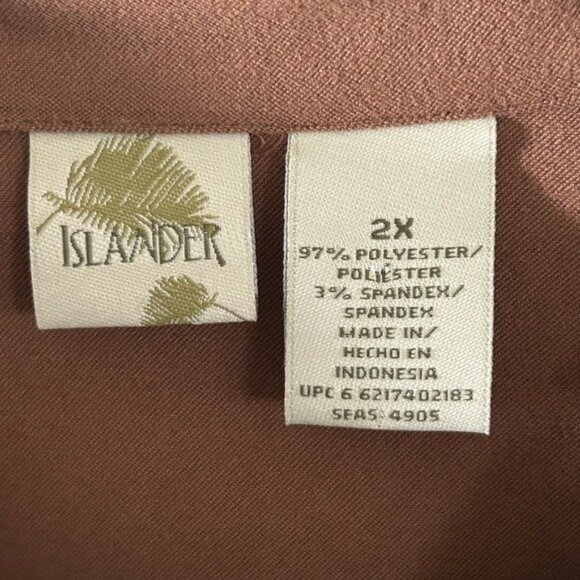 ISLANDER
2X
97% POLYESTER/
POLIESTER
3% SPANDEX/
SPANDEX
MADE IN/
HECHO EN
INDONESIA
UPC 6 6217402183
SEAS: 4905